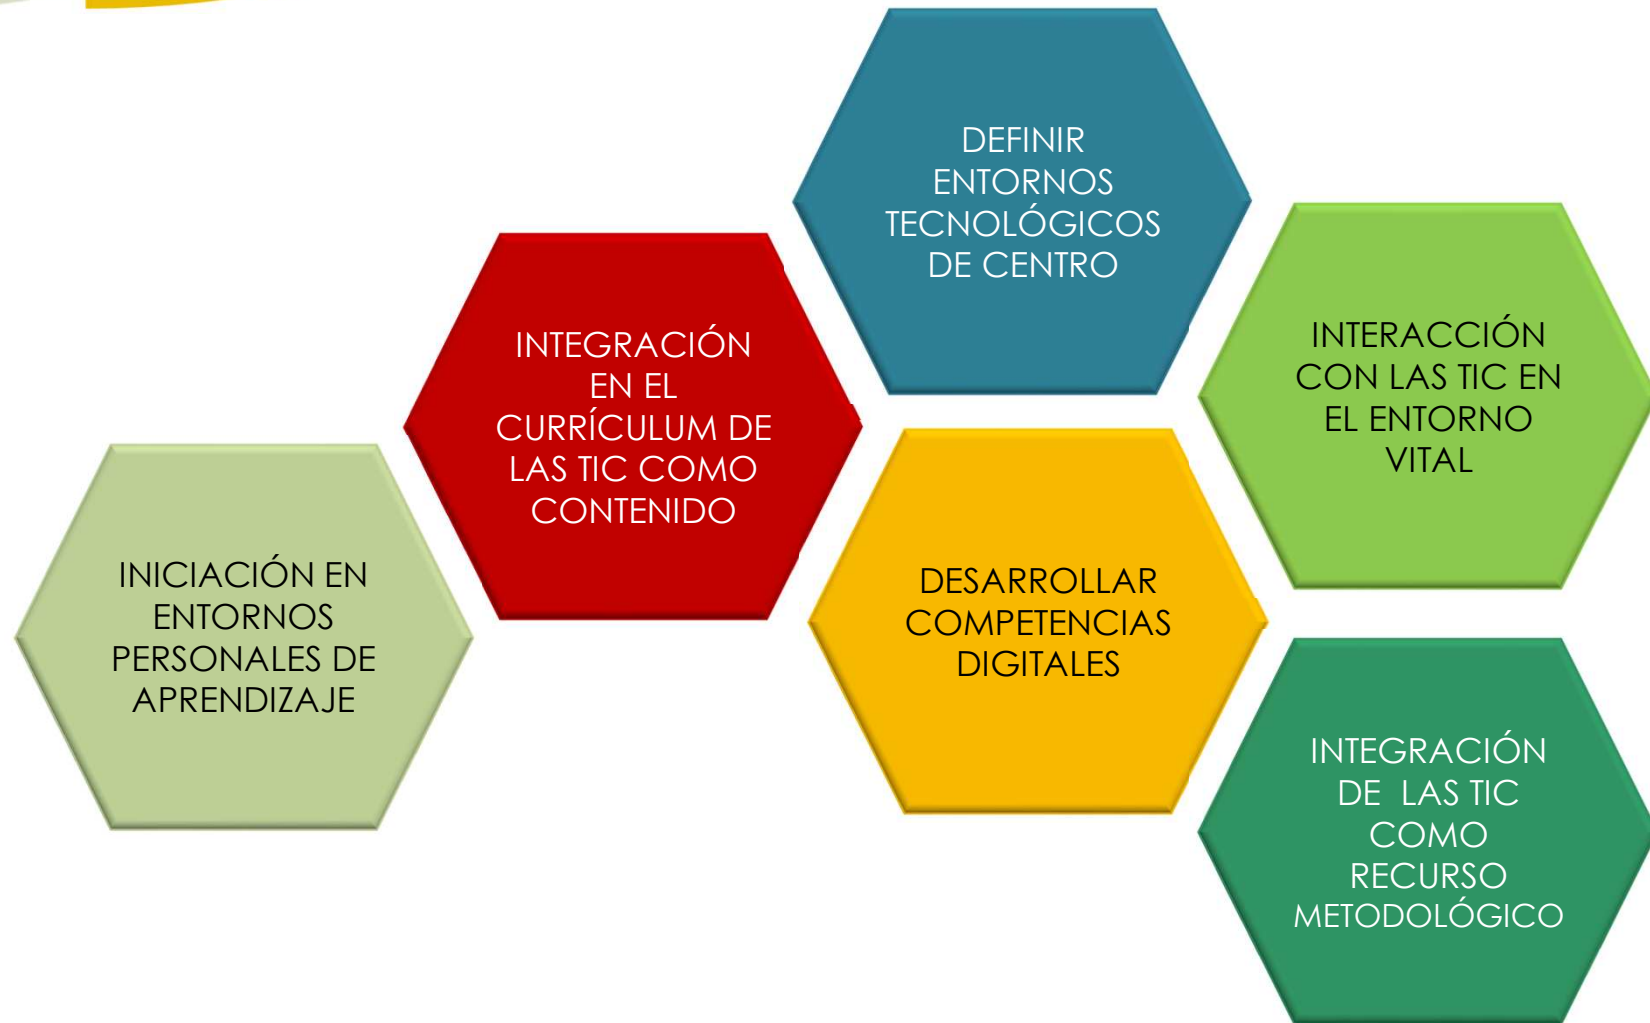 DEFINIR
ENTORNOS
TECNOLÓGICOS
DE CENTRO
INTEGRACIÓN
EN EL
CURRÍCULUM DE
LAS TIC COMO
CONTENIDO
INTERACCIÓN
CON LAS TIC EN
EL ENTORNO
VITAL
INICIACIÓN EN
ENTORNOS
PERSONALES DE
APRENDIZAJE
DESARROLLAR
COMPETENCIAS
DIGITALES
INTEGRACIÓN
DE LAS TIC
COMO
RECURSO
METODOLÓGICO